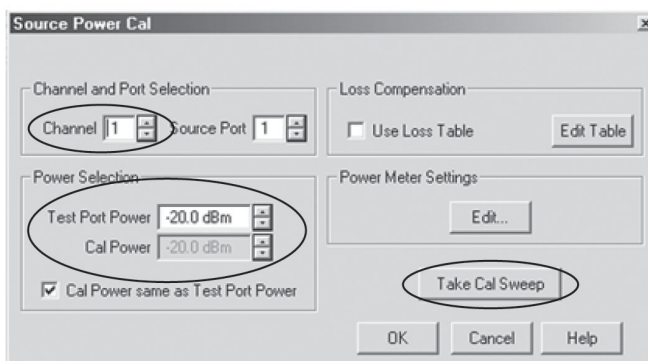 Source Power Cal
Channel and Port Selection
Channel 1 Source Port 1
Loss Compensation
Use Loss Table Edit Table
Power Selection
Test Port Power -20.0 dBm
Cal Power -20.0 dBm
Cal Power same as Test Port Power
Power Meter Settings
Edit...
Take Cal Sweep
OK Cancel Help